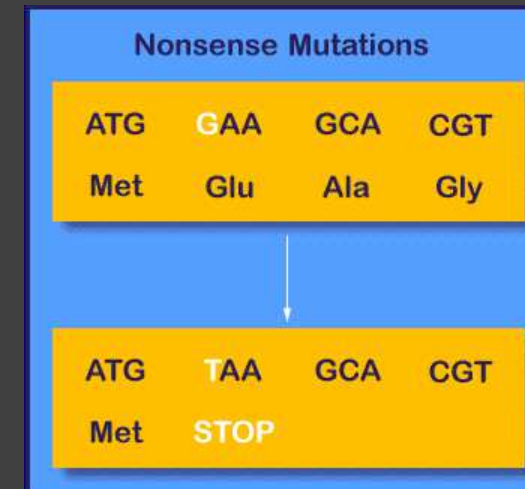 Nonsense Mutations
ATG GAA GCA CGT
Met Glu Ala Gly
ATG TAA GCA CGT
Met STOP